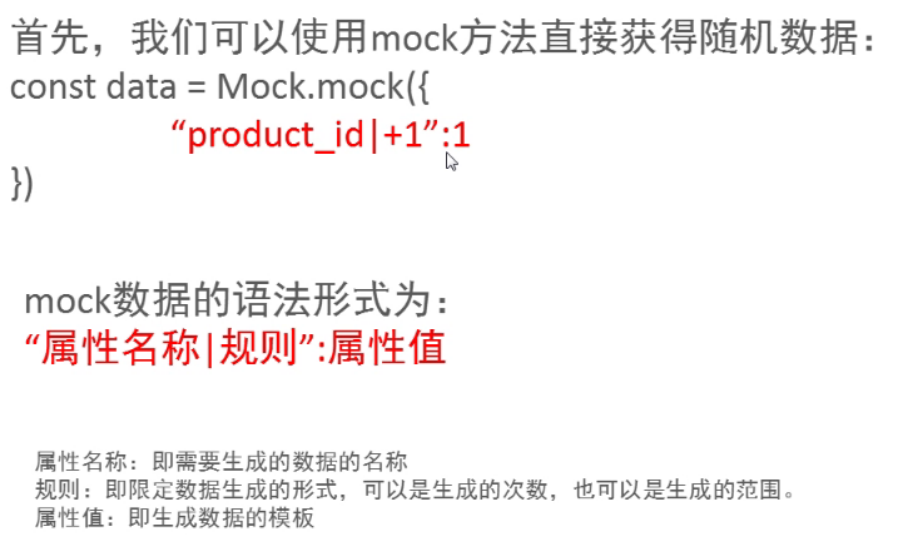 首先，我们可以使用mock方法直接获得随机数据：
const data = Mock.mock({
“product_id|+1”:1
})
mock数据的语法形式为：
“属性名称|规则”:属性值
属性名称：即需要生成的数据的名称
规则：即限定数据生成的形式，可以是生成的次数，也可以是生成的范围。
属性值：即生成数据的模板